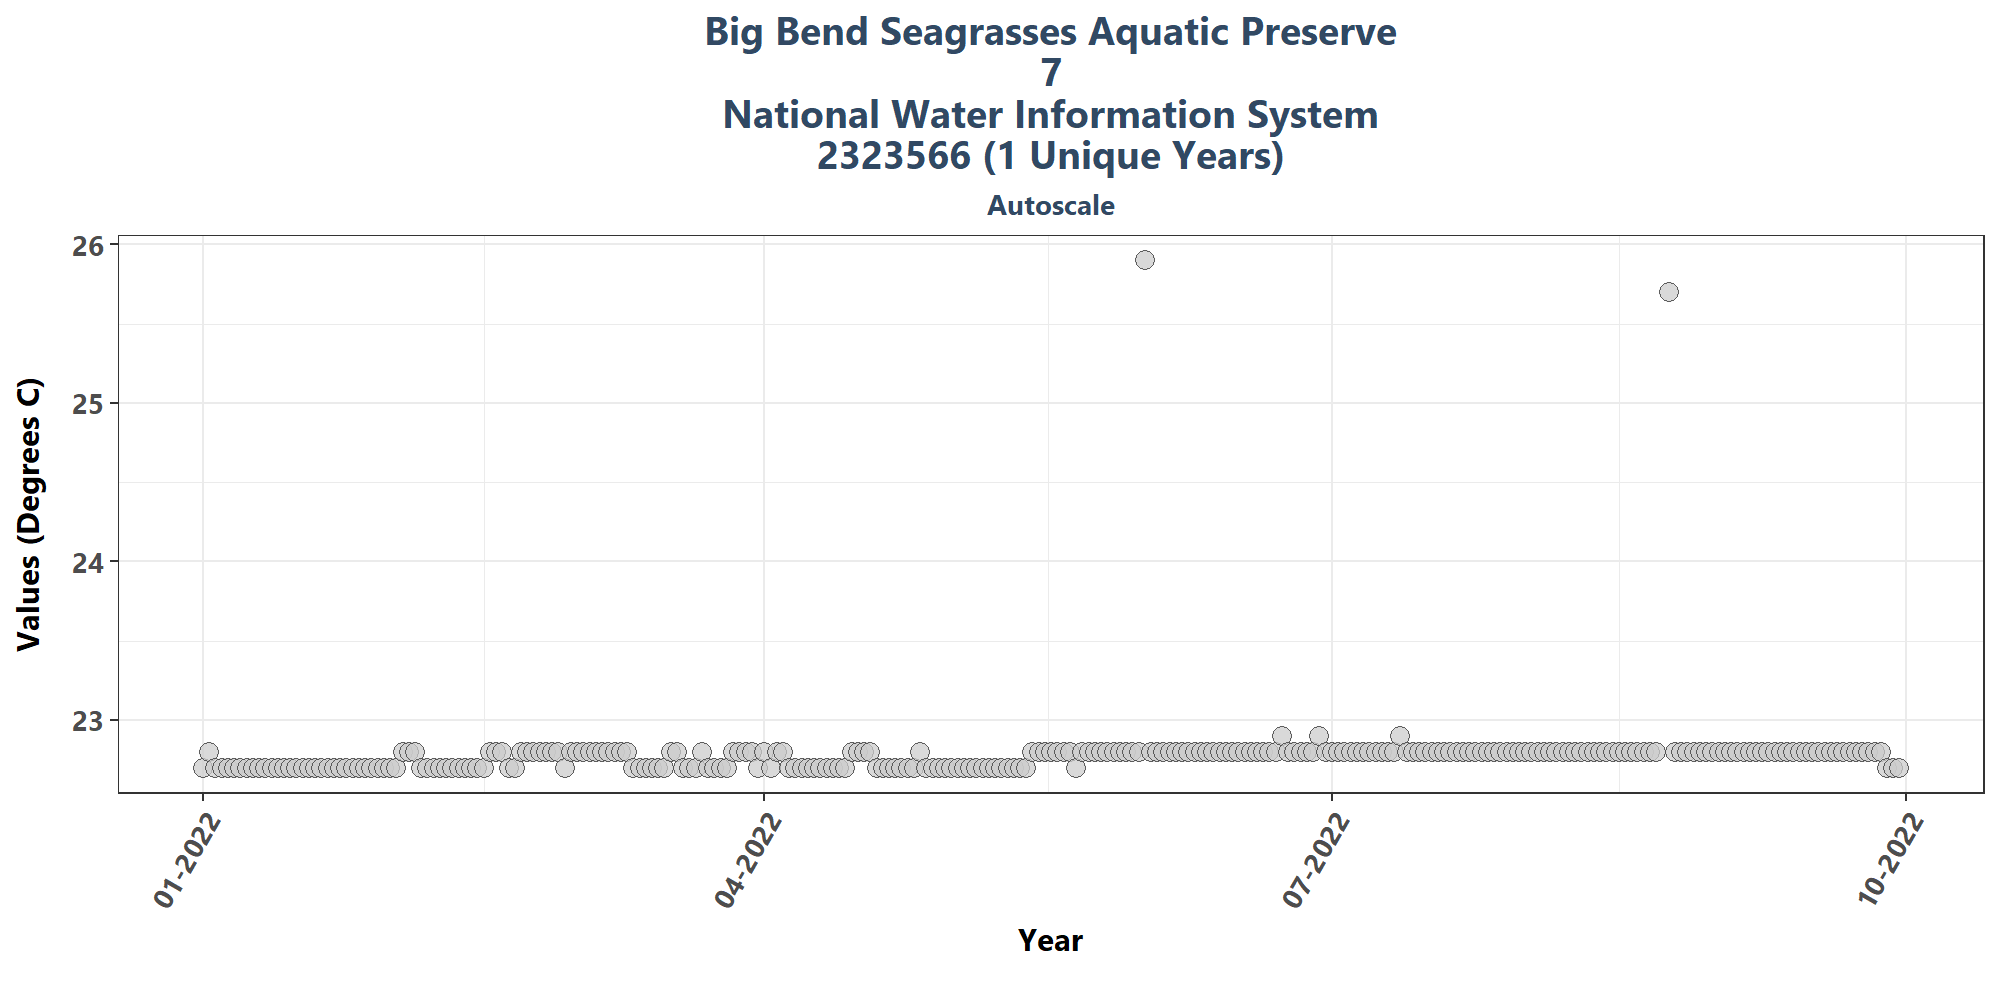 Big Bend Seagrasses Aquatic Preserve
7
National Water Information System
2323566 (1 Unique Years)
Autoscale
26
25
24
23
Values (Degrees C)
01-2022
04-2022
07-2022
10-2022
Year